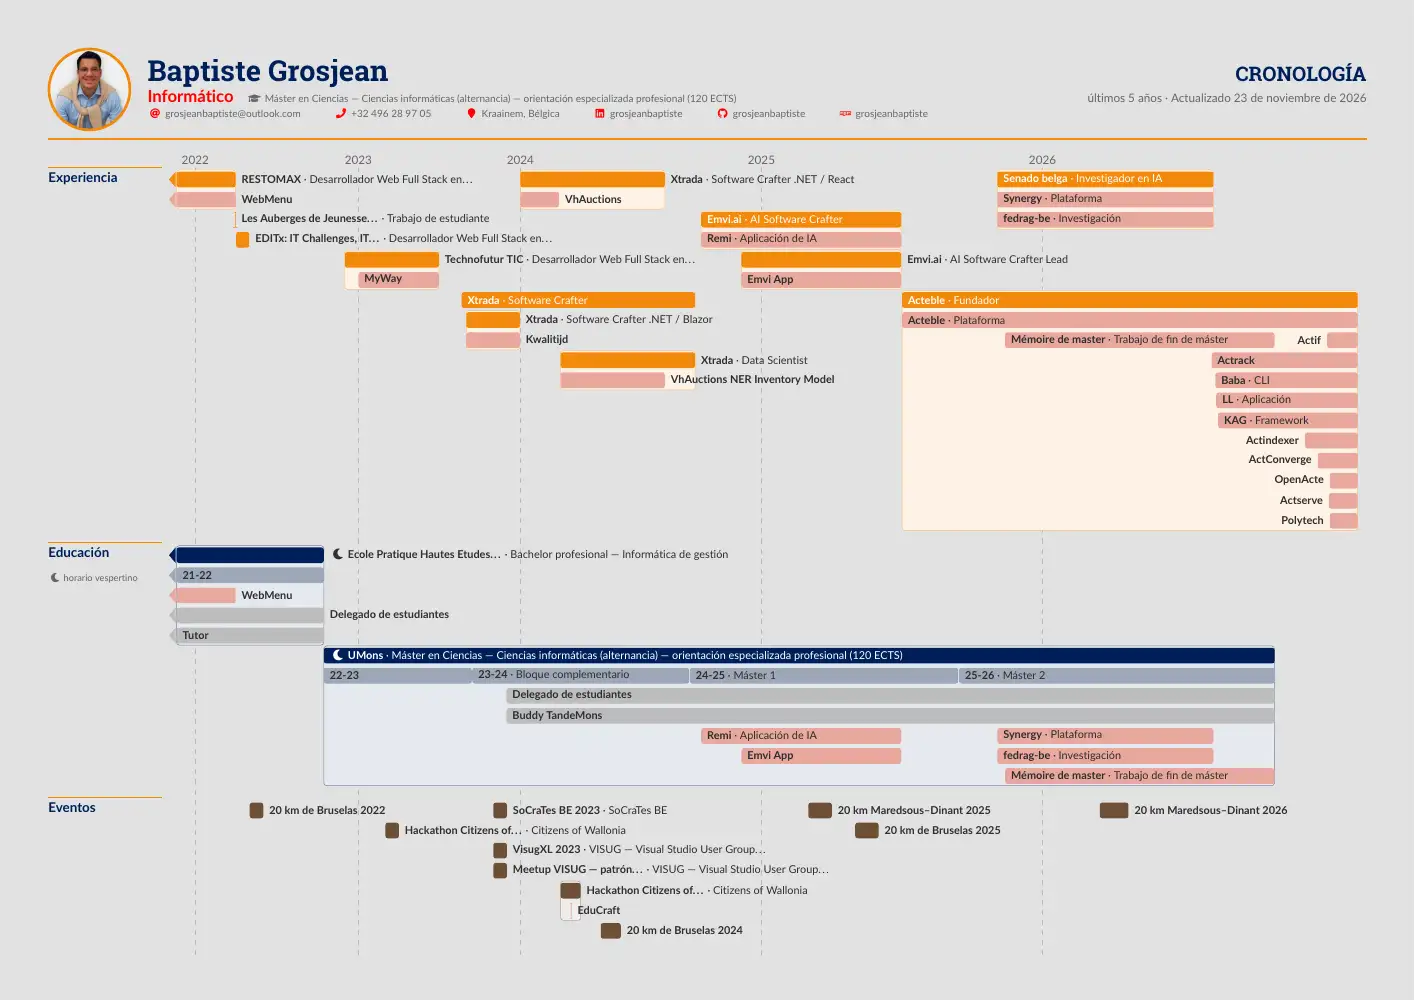 Baptiste Grosjean
CRONOLOGÍA
Informático
Máster en Ciencias — Ciencias informáticas (alternancia) — orientación especializada profesional (120 ECTS)
últimos 5 años · Actualizado 23 de noviembre de 2026
grosjeanbaptiste@outlook.com +32 496 28 97 05 Kraainem, Bélgica grosjeanbaptiste grosjeanbaptiste grosjeanbaptiste
2022 2023 2024 2025 2026
Experiencia
RESTOMAX · Desarrollador Web Full Stack en…
Xtrada · Software Crafter .NET / React
Senado belga · Investigador en IA
WebMenu
VhAuctions
Synergy · Plataforma
Les Auberges de Jeunesse… · Trabajo de estudiante
Emvi.ai · AI Software Crafter
fedrag-be · Investigación
EDITx: IT Challenges, IT… · Desarrollador Web Full Stack en…
Remi · Aplicación de IA
Technofutur TIC · Desarrollador Web Full Stack en…
Emvi.ai · AI Software Crafter Lead
MyWay
Emvi App
Xtrada · Software Crafter
Acteble · Fundador
Xtrada · Software Crafter .NET / Blazor
Acteble · Plataforma
Kwalitijd
Mémoire de master · Trabajo de fin de máster
Actif
Xtrada · Data Scientist
Actrack
VhAuctions NER Inventory Model
Baba · CLI
LL · Aplicación
KAG · Framework
Actindexer
ActConverge
OpenActe
Actserve
Polytech
Educación
Ecole Pratique Hautes Etudes… · Bachelor profesional — Informática de gestión
horario vespertino
21-22
WebMenu
Delegado de estudiantes
Tutor
UMons · Máster en Ciencias — Ciencias informáticas (alternancia) — orientación especializada profesional (120 ECTS)
22-23
23-24 · Bloque complementario
24-25 · Máster 1
25-26 · Máster 2
Delegado de estudiantes
Buddy TandeMons
Remi · Aplicación de IA
Synergy · Plataforma
Emvi App
fedrag-be · Investigación
Mémoire de master · Trabajo de fin de máster
Eventos
20 km de Bruselas 2022
SoCraTes BE 2023 · SoCraTes BE
20 km Maredsous–Dinant 2025
20 km Maredsous–Dinant 2026
Hackathon Citizens of… · Citizens of Wallonia
20 km de Bruselas 2025
VisugXL 2023 · VISUG — Visual Studio User Group…
Meetup VISUG — patrón… · VISUG — Visual Studio User Group…
Hackathon Citizens of… · Citizens of Wallonia
EduCraft
20 km de Bruselas 2024